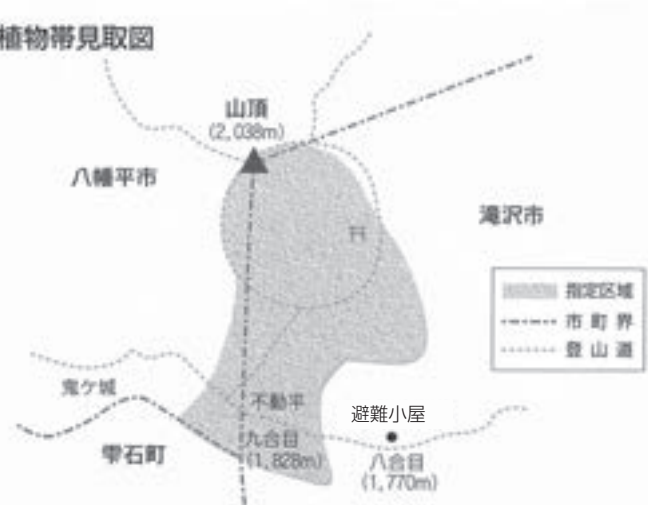 植物帯見取図
山頂
(2,038m)
八幡平市
滝沢市
指定区域
市町界
登山道
鬼ケ城
不動平
避難小屋
九合目
(1,828m)
雫石町
八合目
(1,770m)